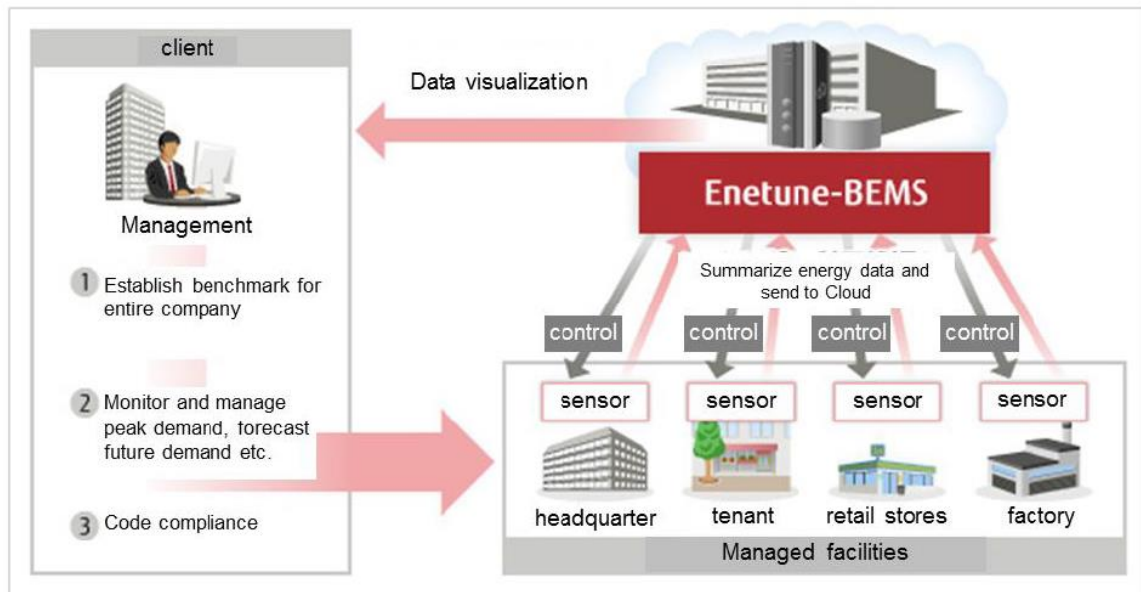 client
Management
1 Establish benchmark for
entire company
2 Monitor and manage
peak demand, forecast
future demand etc.
3 Code compliance
Data visualization
Enetune-BEMS
Summarize energy data and
send to Cloud
control control control control
sensor sensor sensor sensor
headquarter tenant retail stores factory
Managed facilities